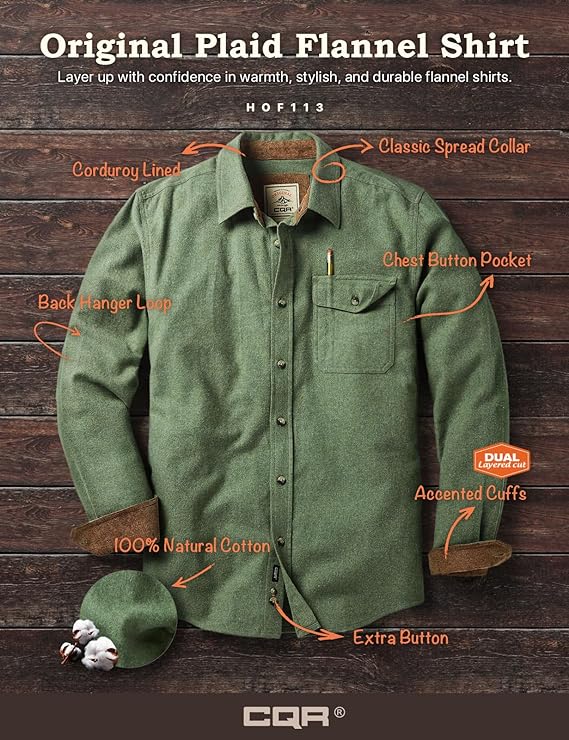 Original Plaid Flannel Shirt
Layer up with confidence in warmth, stylish, and durable flannel shirts.
HOF113
Classic Spread Collar
Corduroy Lined
CQR
Chest Button Pocket
Back Hanger Loop
DUAL
Layered cut
Accented Cuffs
100% Natural Cotton
Extra Button
CQR®